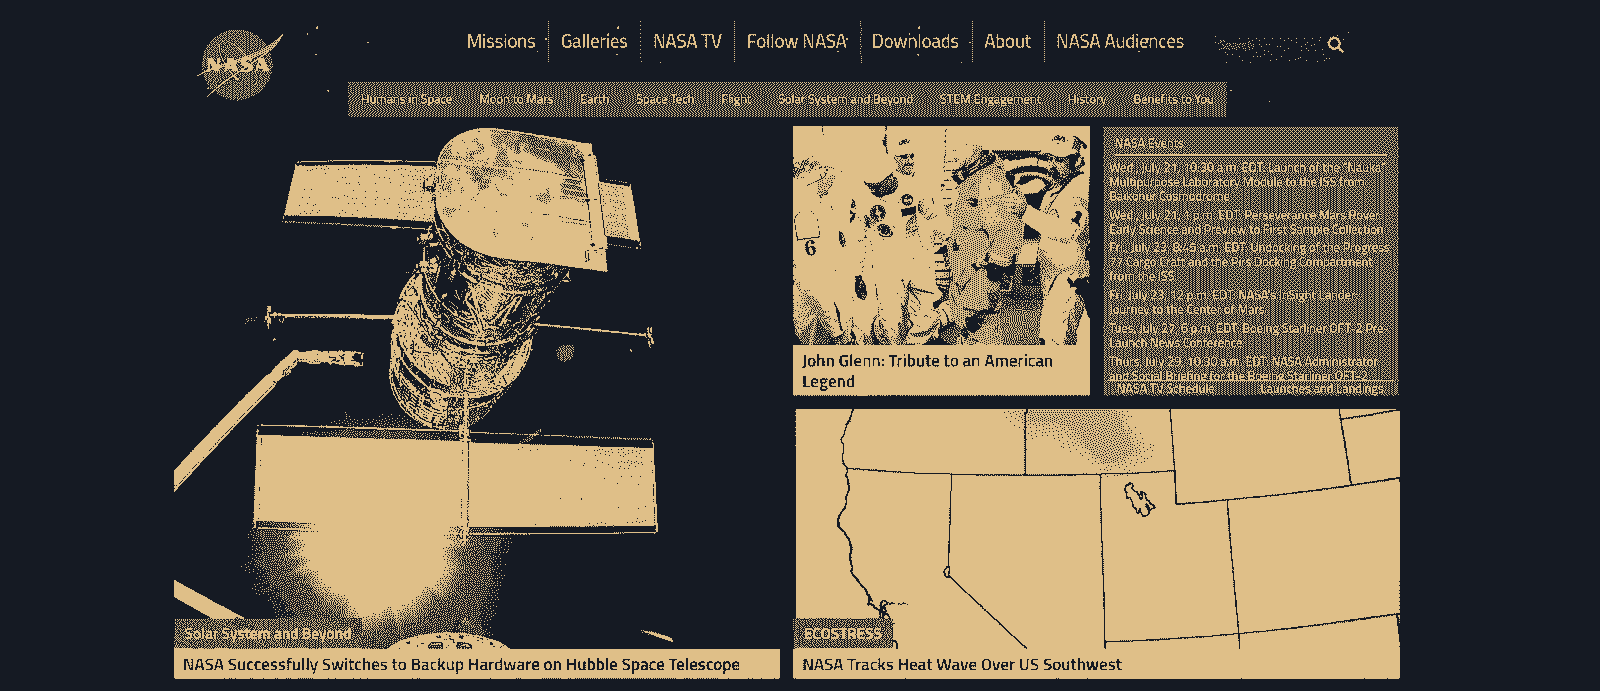 NASA
Missions
Galleries
NASA TV
Follow NASA
Downloads
About
NASA Audiences
Humans in Space
Moon to Mars
Earth
Space Tech
Flight
Solar System and Beyond
STEM Engagement
History
Benefits to You
6
John Glenn: Tribute to an American
Legend
NASA Events
Wed., July 21, 10:30 a.m. EDT: Launch of the "Nauka"
Multipurpose Laboratory Module to the ISS from
Baikonur Cosmodrome
Wed., July 21, 1 p.m. EDT: Perseverance Mars Rover
Early Science and Preview to First Sample Collection
Fri., July 23, a.m. EDT: Undocking of the Progress
77 Cargo Craft and the Pirs Docking Compartment
from the ISS
Fri., July 23, 12 p.m. EDT: NASA's InSight Lander:
Journey to the Center of Mars
Tues., July 27, 6 p.m. EDT: Boeing Starliner OFT-2 Pre-
Launch News Conference
Thurs., July 29, 10:30 a.m. EDT: NASA Administrator
and Social Briefing for the Boeing Starliner OFT-2
NASA TV Schedule
Launches and Landings
Solar System and Beyond
NASA Successfully Switches to Backup Hardware on Hubble Space Telescope
ECOSTRESS
NASA Tracks Heat Wave Over US Southwest